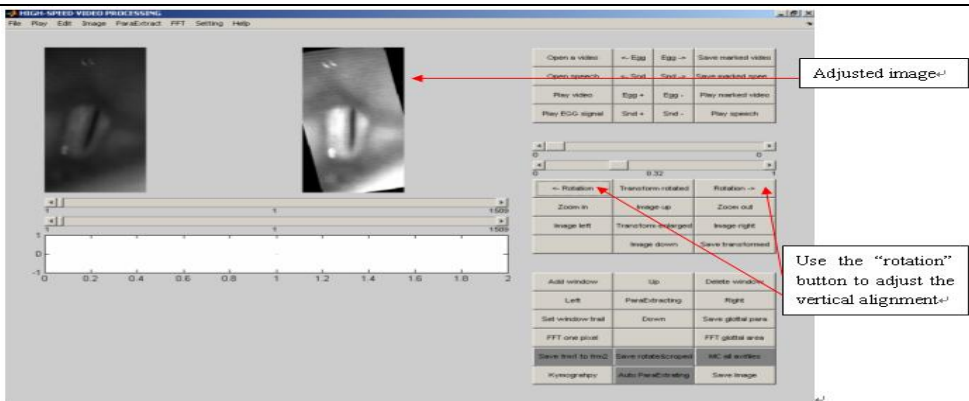 HIGH-SPEED VIDEO PROCESSING
File Play Edit Image ParaExtract FFT Setting Help
Open a video <- Egg Egg -> Save marked video
Open speech <- Snd Snd -> Save marked spee
Play video Egg + Egg - Play marked video
Play EGG signal Snd + Snd - Play speech
Adjusted image
0 0
0 0.32 1
<- Rotation Transform rotated Rotation ->
Zoom in Image up Zoom out
Image left Transform enlarged Image right
Image down Save transformed
1 1 1509
1 1 1509
1
0
-1
0 0.2 0.4 0.6 0.8 1 1.2 1.4 1.6 1.8 2
Use the “rotation”
button to adjust the
vertical alignment
Add window Up Delete window
Left ParaExtracting Right
Set window trail Down Save glottal para
FFT one pixel FFT glottal area
Save tmr1 to tmr2 Save rotate&croped MC all avifiles
Kymogrehpy Auto ParaExtrating Save Image